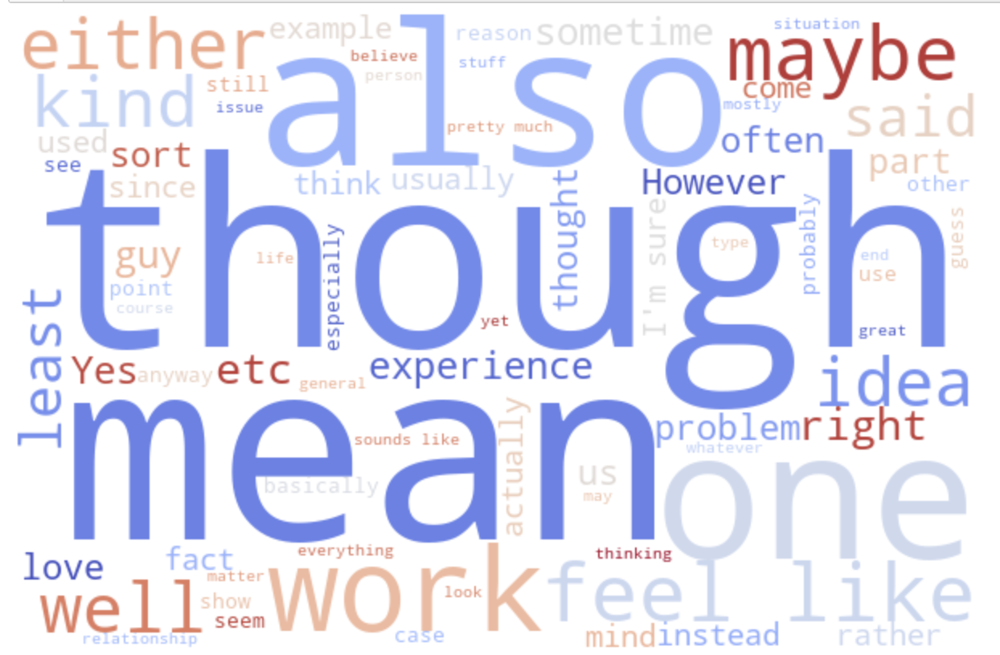 situation
either
example
also
reason
sometime
maybe
believe
stuff
person
kind
still
issue
come
mostly
said
pretty much
used
sort
often
part
see
since
think
usually
However
other
though
thought
I'm sure
probably
guess
especially
type
life
guy
end
use
point
course
least
yet
great
Yes
anyway
etc
general
experience
idea
mean
sounds like
actually
problem
right
whatever
one
basically
us
may
love
fact
everything
thinking
matter
work
feel like
well
show
look
seem
relationship
case
mind
instead
rather